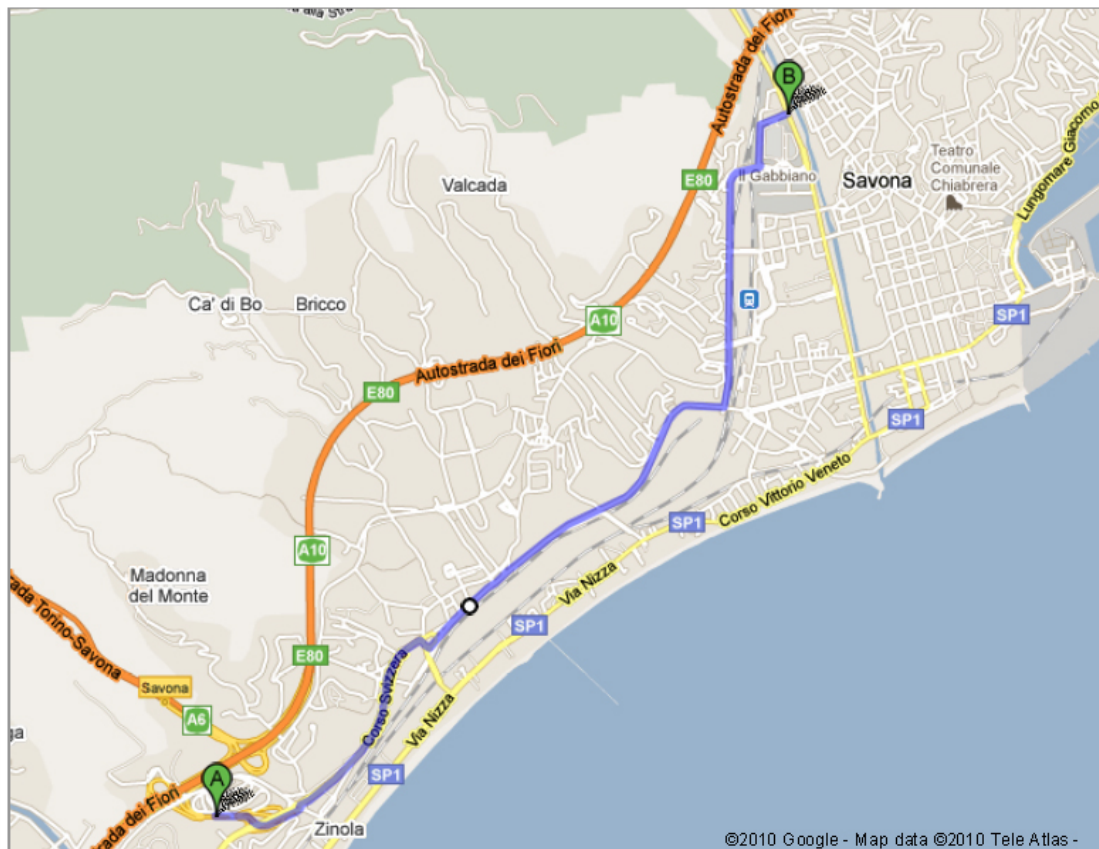 alla Stra
Autostrada dei Fiori
B
Teatro
Comunale
Chiabrera
Lungomare Giacomo
Il Gabbiano
Savona
E80
Valcada
Ca' di Bo
Bricco
A10
SP1
Autostrada dei Fiori
E80
SP1
Corso Vittorio Veneto
SP1
A10
Madonna
del Monte
Via Nizza
SP1
rada Torino-Savona
E80
Savona
Corso Svizzera
A6
Via Nizza
ga
A
SP1
strada dei Fiori
Zinola
©2010 Google - Map data ©2010 Tele Atlas -